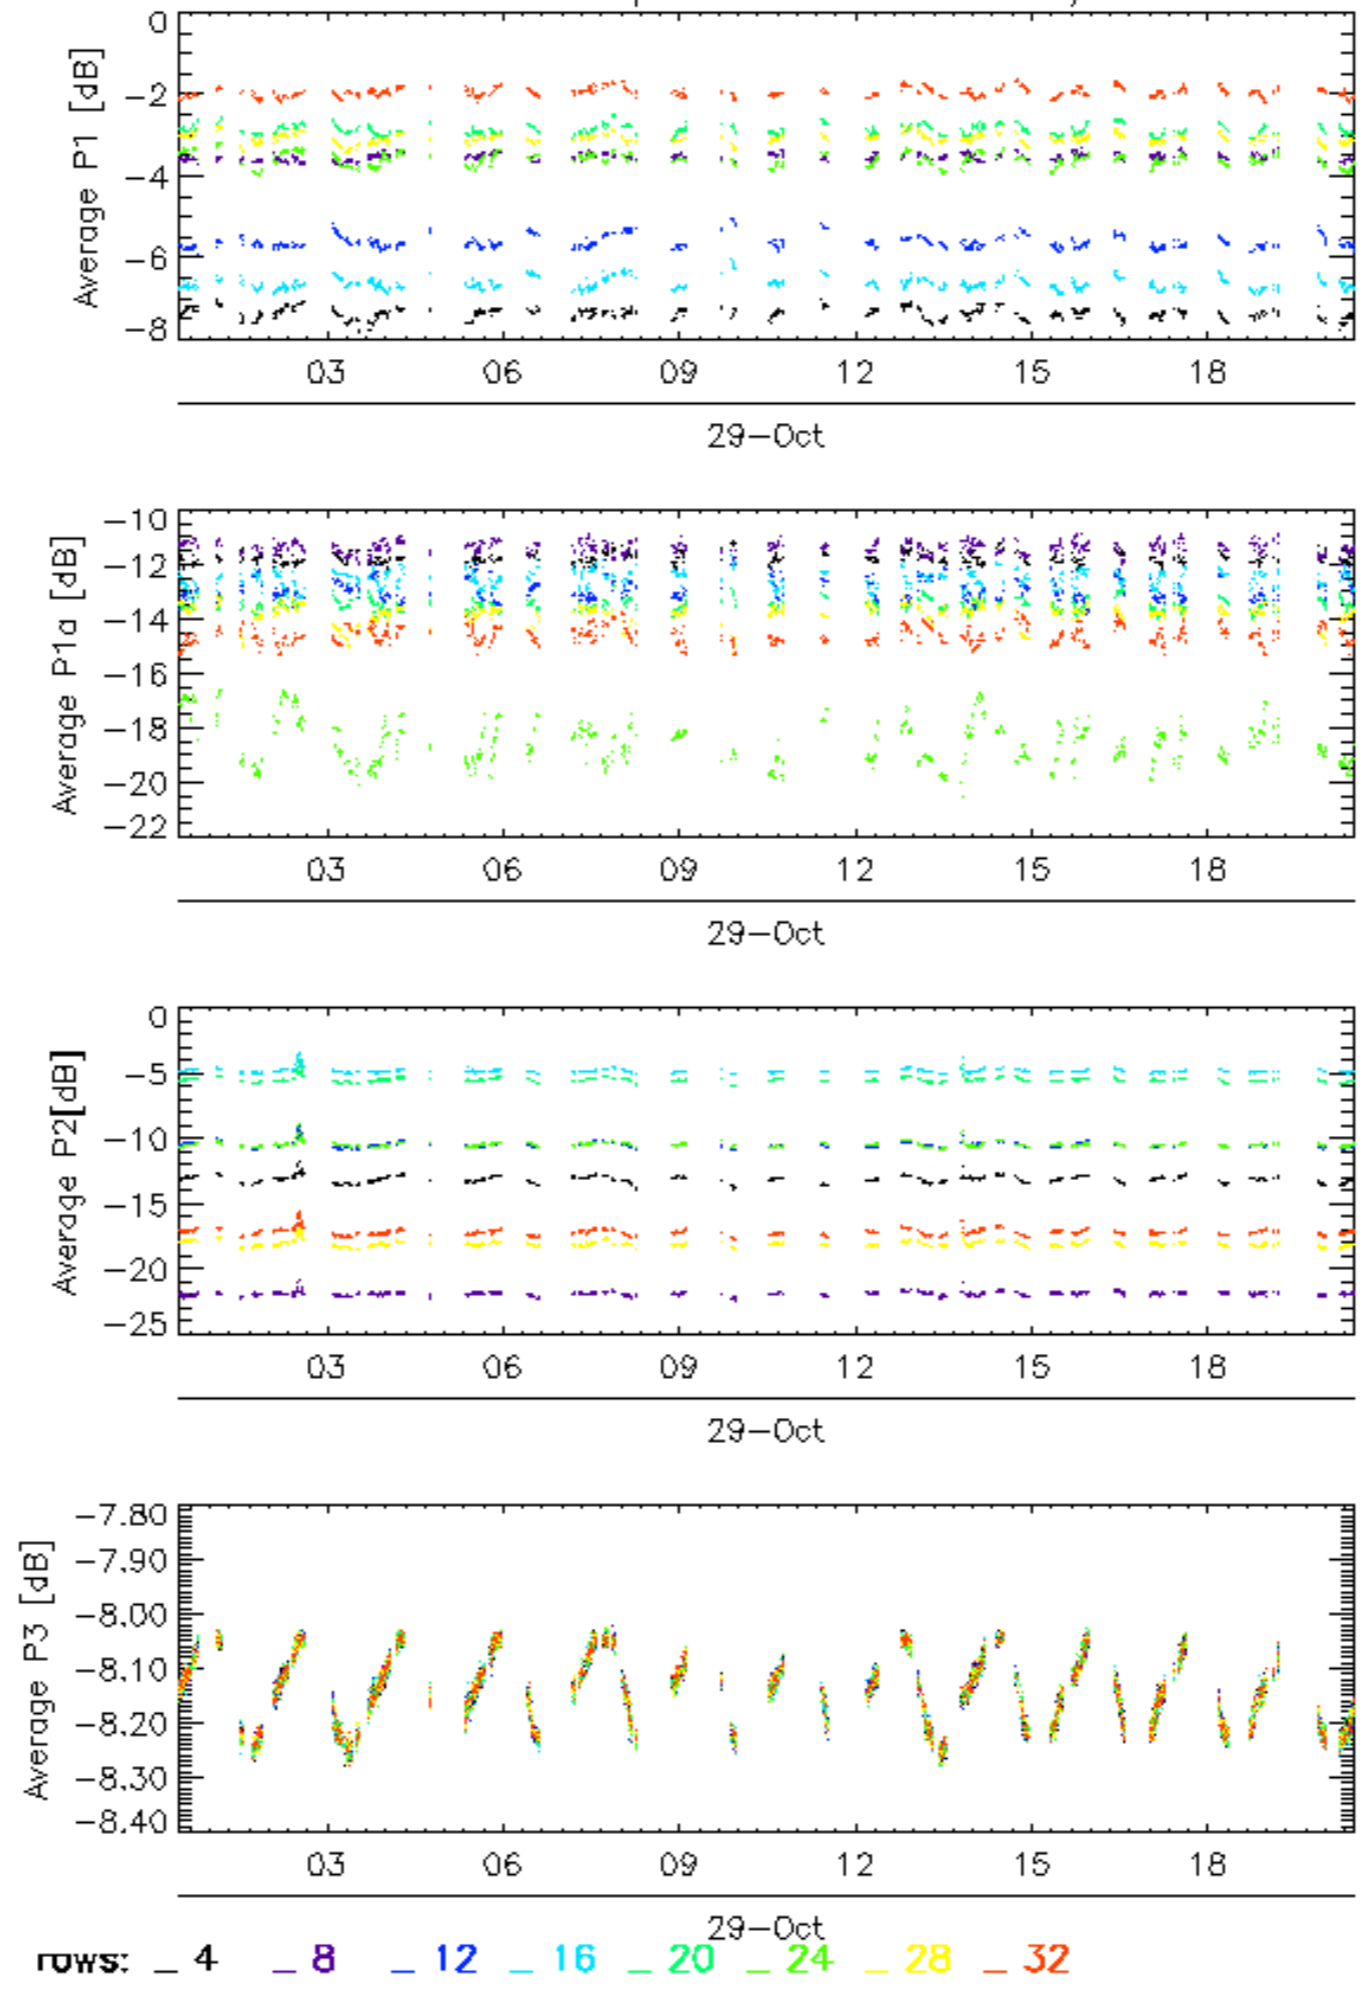 0
-2
-4
-6
-8
Average P1 [dB]
03 06 09 12 15 18
29-Oct
-10
-12
-14
-16
-18
-20
-22
Average P1a [dB]
03 06 09 12 15 18
29-Oct
0
-5
-10
-15
-20
-25
Average P2[dB]
03 06 09 12 15 18
29-Oct
-7.80
-7.90
-8.00
-8.10
-8.20
-8.30
-8.40
Average P3 [dB]
03 06 09 12 15 18
29-Oct
rows: _ 4 _ 8 _ 12 _ 16 _ 20 _ 24 _ 28 _ 32